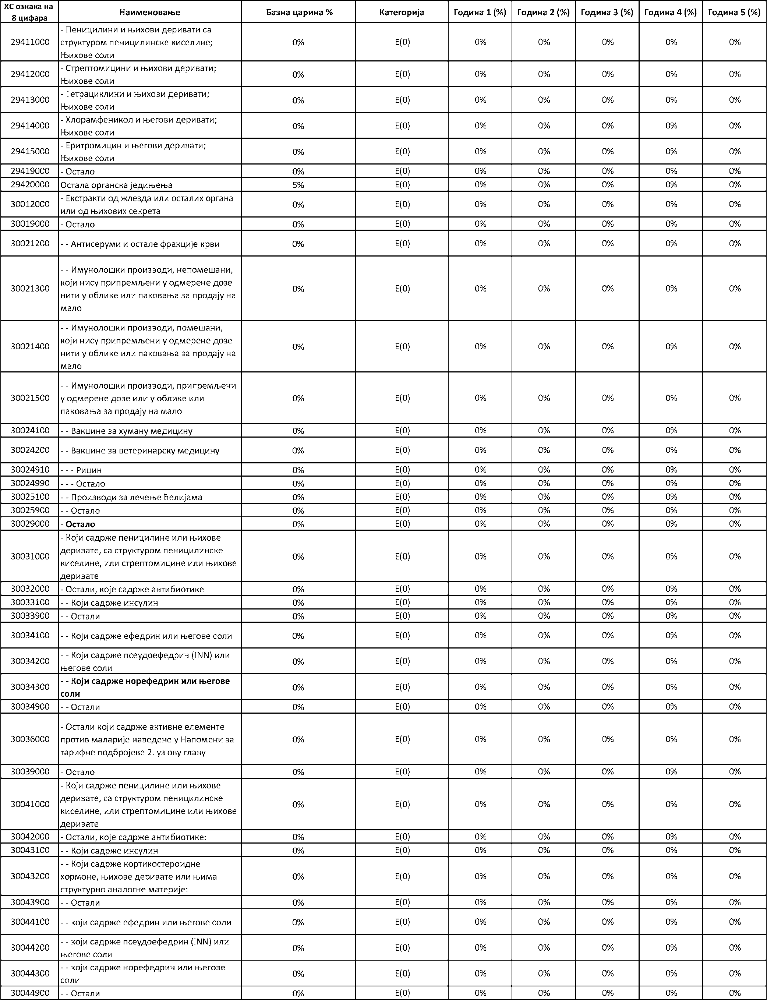 ХС ознака на 8 цифара Наименовање Базна царина % Категорија Година 1 (%) Година 2 (%) Година 3 (%) Година 4 (%) Година 5 (%)
29411000 - Пеницилини и њихови деривати са структуром пеницилинске киселине; Њихове соли 0% E(0) 0% 0% 0% 0% 0%
29412000 - Стрептомицини и њихови деривати; Њихове соли 0% E(0) 0% 0% 0% 0% 0%
29413000 - Тетрациклини и њихови деривати; Њихове соли 0% E(0) 0% 0% 0% 0% 0%
29414000 - Хлорамфеникол и његови деривати; Њихове соли 0% E(0) 0% 0% 0% 0% 0%
29415000 - Еритромицин и његови деривати; Њихове соли 0% E(0) 0% 0% 0% 0% 0%
29419000 - Остало 0% E(0) 0% 0% 0% 0% 0%
29420000 Остала органска једињења 5% E(0) 0% 0% 0% 0% 0%
30012000 - Екстракти од жлезда или осталих органа или од њихових секрета 0% E(0) 0% 0% 0% 0% 0%
30019000 - Остало 0% E(0) 0% 0% 0% 0% 0%
30021200 - - Антисеруми и остале фракције крви 0% E(0) 0% 0% 0% 0% 0%
30021300 - - Имунолошки производи, непомешани, који нису припремљени у одмерене дозе нити у облике или паковања за продају на мало 0% E(0) 0% 0% 0% 0% 0%
30021400 - - Имунолошки производи, помешани, који нису припремљени у одмерене дозе нити у облике или паковања за продају на мало 0% E(0) 0% 0% 0% 0% 0%
30021500 - - Имунолошки производи, припремљени у одмерене дозе или у облике или паковања за продају на мало 0% E(0) 0% 0% 0% 0% 0%
30024100 - - Вакцине за хуману медицину 0% E(0) 0% 0% 0% 0% 0%
30024200 - - Вакцине за ветеринарску медицину 0% E(0) 0% 0% 0% 0% 0%
30024910 - - - Рицин 0% E(0) 0% 0% 0% 0% 0%
30024990 - - - Остало 0% E(0) 0% 0% 0% 0% 0%
30025100 - - Производи за лечење ћелијама 0% E(0) 0% 0% 0% 0% 0%
30025900 - - Остало 0% E(0) 0% 0% 0% 0% 0%
30029000 - Остало 0% E(0) 0% 0% 0% 0% 0%
30031000 - Који садрже пеницилине или њихове деривате, са структуром пеницилинске киселине, или стрептомицине или њихове деривате 0% E(0) 0% 0% 0% 0% 0%
30032000 - Остали, које садрже антибиотике 0% E(0) 0% 0% 0% 0% 0%
30033100 - - Који садрже инсулин 0% E(0) 0% 0% 0% 0% 0%
30033900 - - Остали 0% E(0) 0% 0% 0% 0% 0%
30034100 - - Који садрже ефедрин или његове соли 0% E(0) 0% 0% 0% 0% 0%
30034200 - - Који садрже псеудоефедрин (INN) или његове соли 0% E(0) 0% 0% 0% 0% 0%
30034300 - - Који садрже норефедрин или његове соли 0% E(0) 0% 0% 0% 0% 0%
30034900 - - Остали 0% E(0) 0% 0% 0% 0% 0%
30036000 - Остали који садрже активне елементе против маларије наведене у Напомени за тарифне подбројеве 2. уз ову главу 0% E(0) 0% 0% 0% 0% 0%
30039000 - Остало 0% E(0) 0% 0% 0% 0% 0%
30041000 - Који садрже пеницилине или њихове деривате, са структуром пеницилинске киселине, или стрептомицине или њихове деривате 0% E(0) 0% 0% 0% 0% 0%
30042000 - Остали, које садрже антибиотике: 0% E(0) 0% 0% 0% 0% 0%
30043100 - - Који садрже инсулин 0% E(0) 0% 0% 0% 0% 0%
30043200 - - Који садрже кортикостероидне хормоне, њихове деривате или њима структурно аналогне материје: 0% E(0) 0% 0% 0% 0% 0%
30043900 - - Остали 0% E(0) 0% 0% 0% 0% 0%
30044100 - - који садрже ефедрин или његове соли 0% E(0) 0% 0% 0% 0% 0%
30044200 - - који садрже псеудоефедрин (INN) или његове соли 0% E(0) 0% 0% 0% 0% 0%
30044300 - - који садрже норефедрин или његове соли 0% E(0) 0% 0% 0% 0% 0%
30044900 - - Остали 0% E(0) 0% 0% 0% 0% 0%